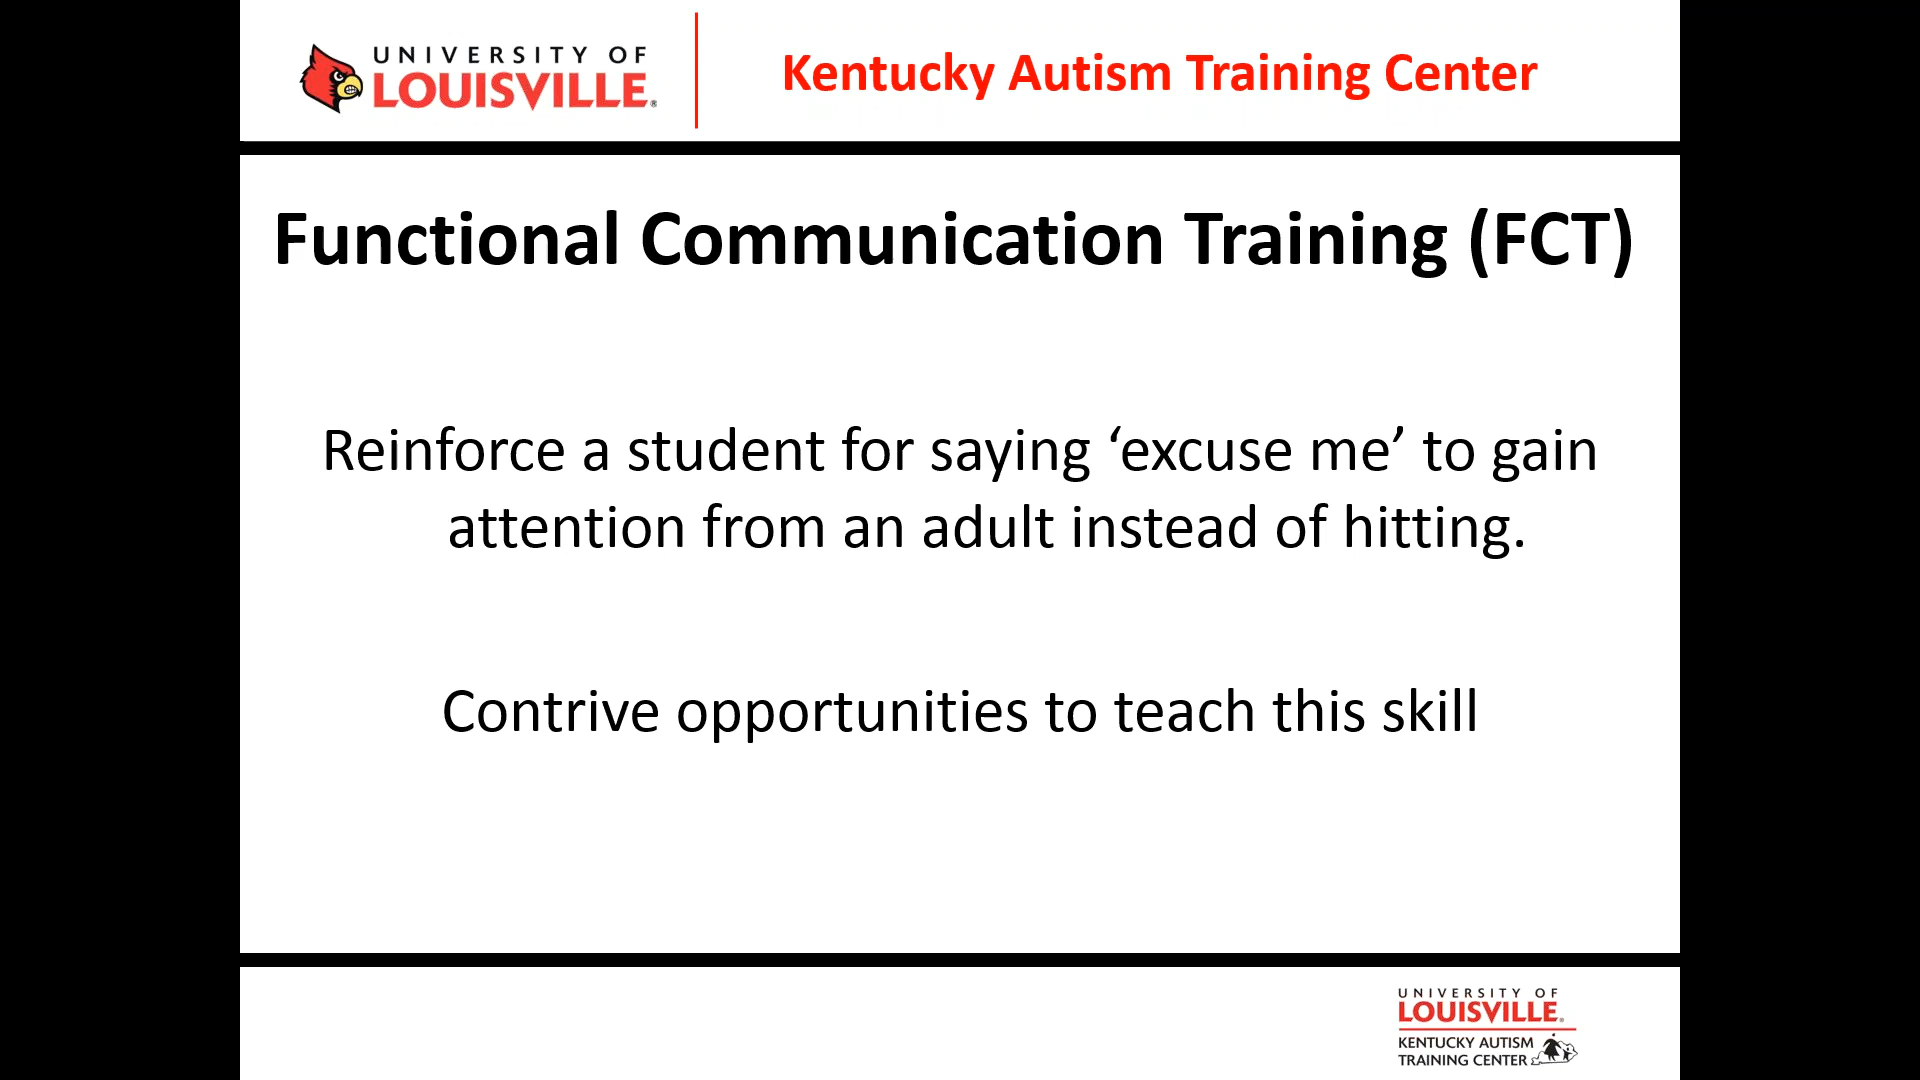 UNIVERSITY OF
LOUISVILLE®
Kentucky Autism Training Center
Functional Communication Training (FCT)
Reinforce a student for saying ‘excuse me’ to gain
attention from an adult instead of hitting.
Contrive opportunities to teach this skill
UNIVERSITY OF
LOUISVILLE®
KENTUCKY AUTISM
TRAINING CENTER